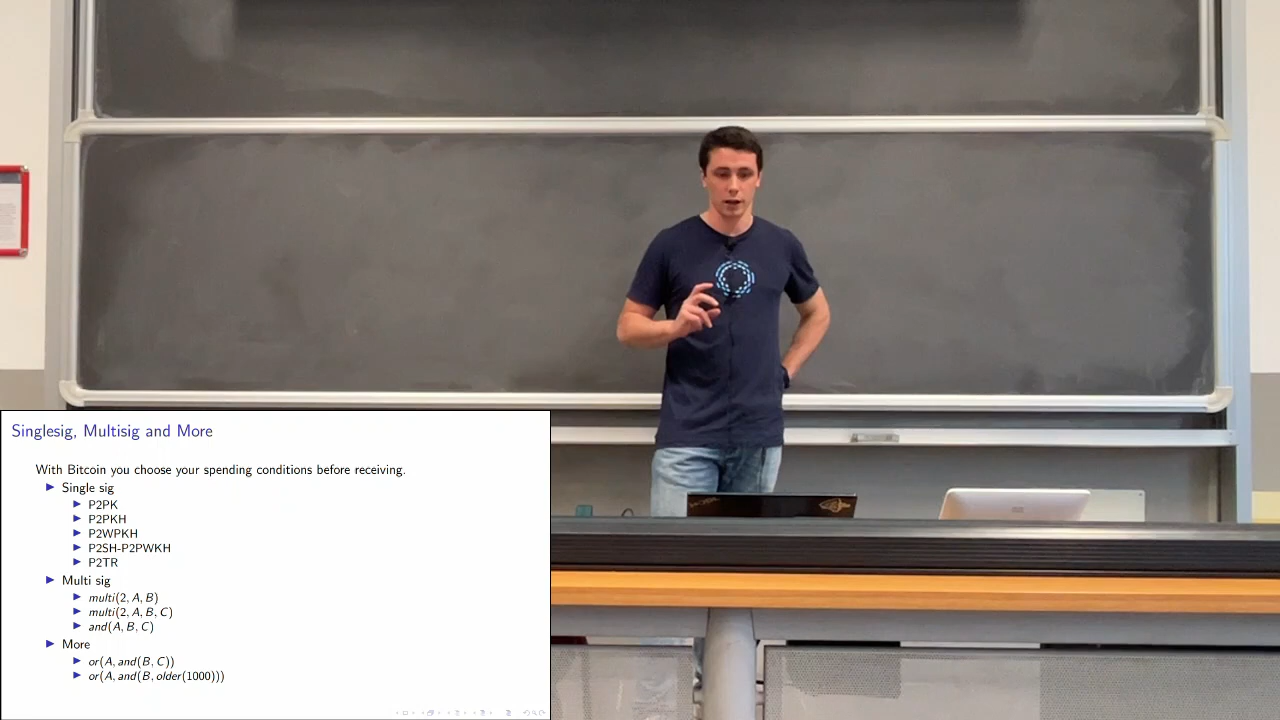 Singlesig, Multisig and More
With Bitcoin you choose your spending conditions before receiving.
Single sig
P2PK
P2PKH
P2WPKH
P2SH-P2PWKH
P2TR
Multi sig
multi(2, A, B)
multi(2, A, B, C)
and(A, B, C)
More
or(A, and(B, C))
or(A, and(B, older(1000)))